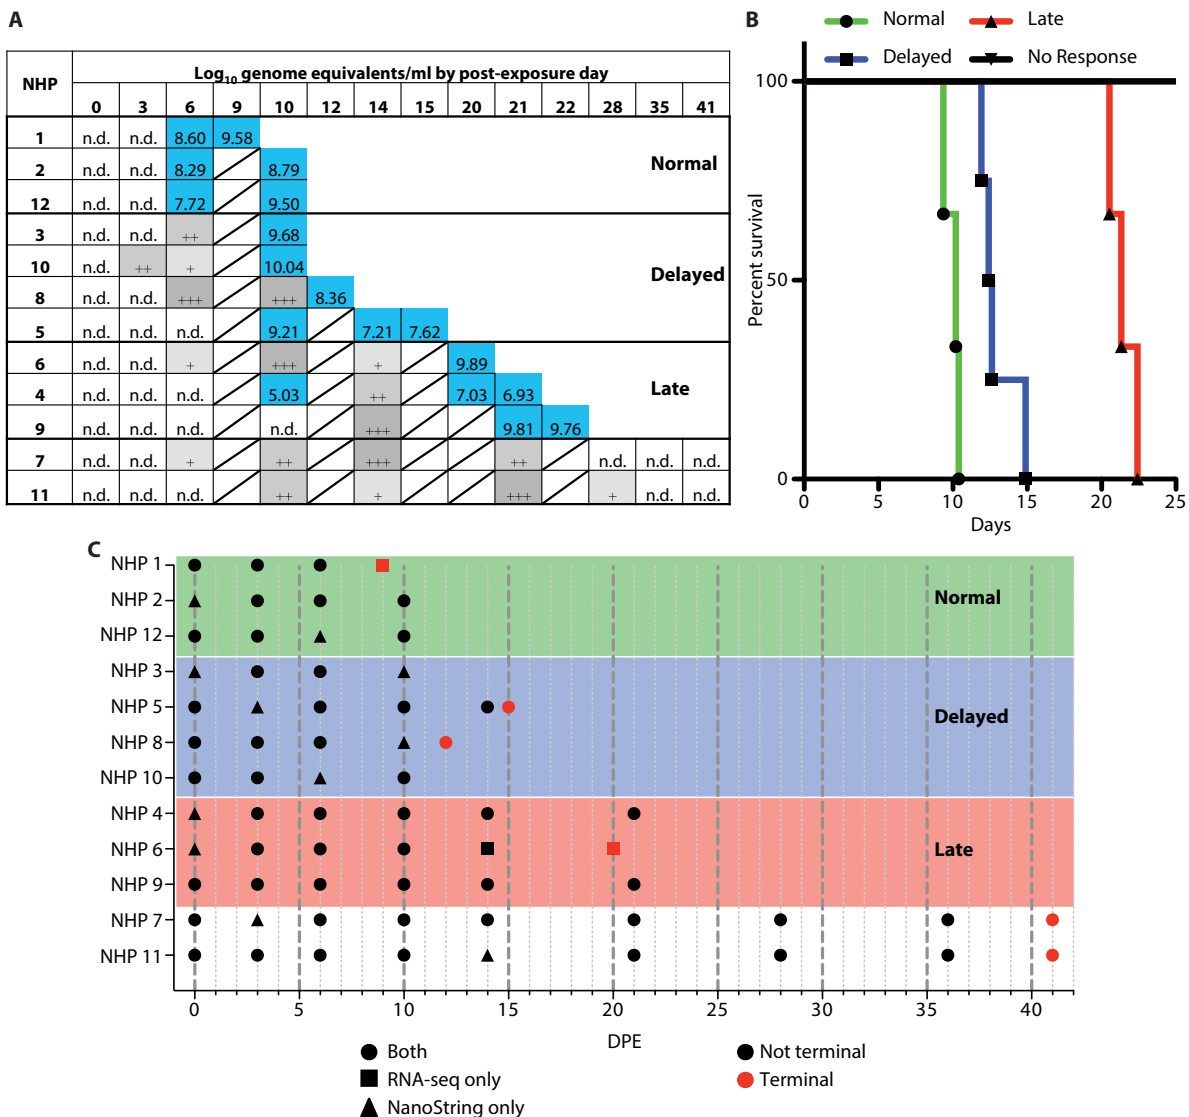 A
NHP Log10 genome equivalents/ml by post-exposure day
0 3 6 9 10 12 14 15 20 21 22 28 35 41
1 n.d. n.d. 8.60 9.58
2 n.d. n.d. 8.29 8.79 Normal
12 n.d. n.d. 7.72 9.50
3 n.d. n.d. ++ 9.68
10 n.d. ++ + 10.04 Delayed
8 n.d. n.d. +++ +++ 8.36
5 n.d. n.d. n.d. 9.21 7.21 7.62
6 n.d. n.d. + +++ + 9.89
4 n.d. n.d. n.d. 5.03 ++ 7.03 6.93 Late
9 n.d. n.d. n.d. n.d. +++ 9.81 9.76
7 n.d. n.d. + ++ +++ ++ n.d. n.d. n.d.
11 n.d. n.d. n.d. ++ + +++ + n.d. n.d.
B
Normal Late
Delayed No Response
Percent survival
100
50
0
0 5 10 15 20 25
Days
C
NHP 1
NHP 2 Normal
NHP 12
NHP 3
NHP 5 Delayed
NHP 8
NHP 10
NHP 4
NHP 6 Late
NHP 9
NHP 7
NHP 11
0 5 10 15 20 25 30 35 40
DPE
Both Not terminal
RNA-seq only Terminal
NanoString only